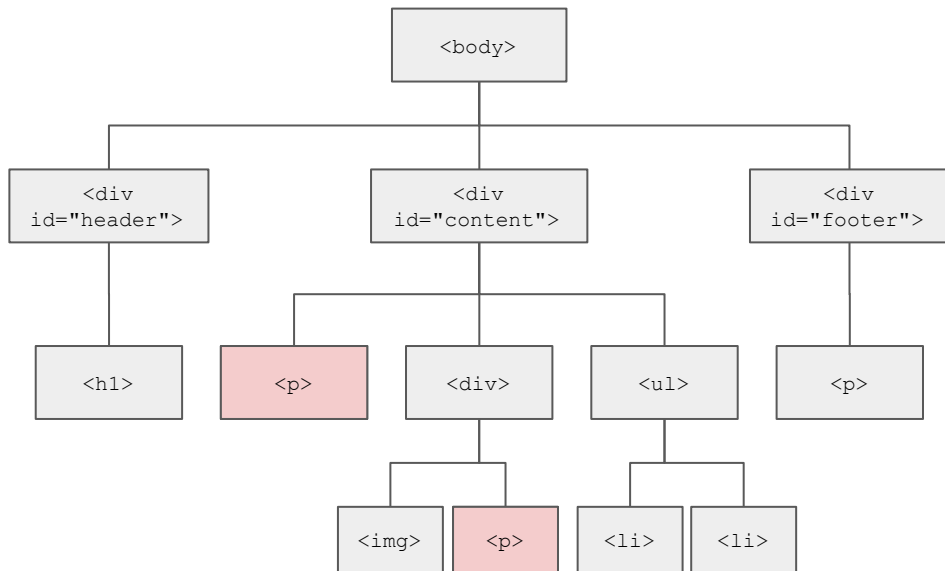 <body>
<div
id="header">
<div
id="content">
<div
id="footer">
<h1>
<p>
<div>
<ul>
<p>
<img>
<p>
<li>
<li>